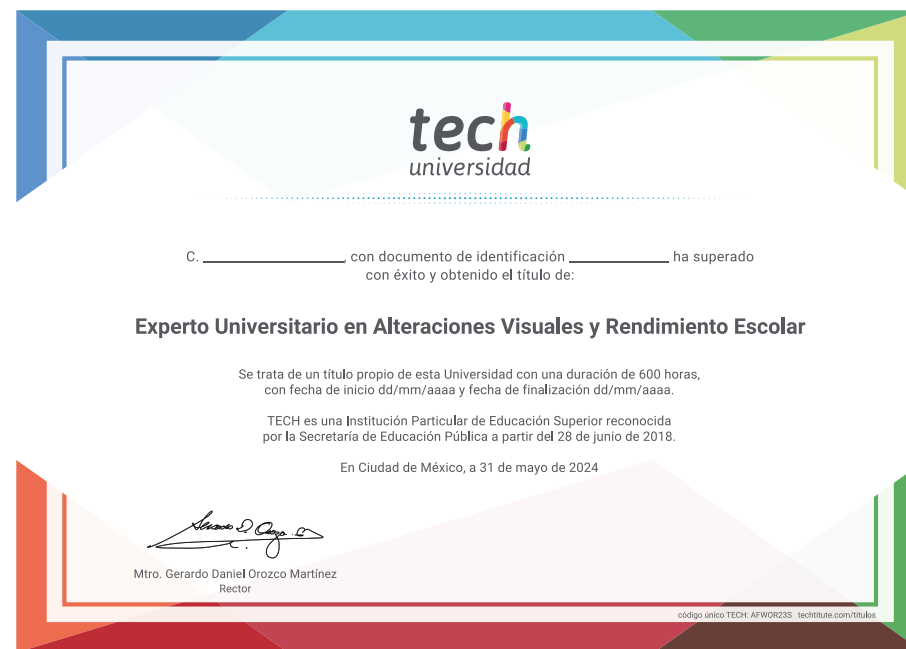 tech
universidad
C. ____________, con documento de identificación ____________ ha superado
con éxito y obtenido el título de:
Experto Universitario en Alteraciones Visuales y Rendimiento Escolar
Se trata de un título propio de esta Universidad con una duración de 600 horas,
con fecha de inicio dd/mm/aaaa y fecha de finalización dd/mm/aaaa.
TECH es una Institución Particular de Educación Superior reconocida
por la Secretaría de Educación Pública a partir del 28 de junio de 2018.
En Ciudad de México, a 31 de mayo de 2024
Mtro. Gerardo Daniel Orozco Martínez
Rector
código único TECH: AFWOR23S techtitute.com/titulos